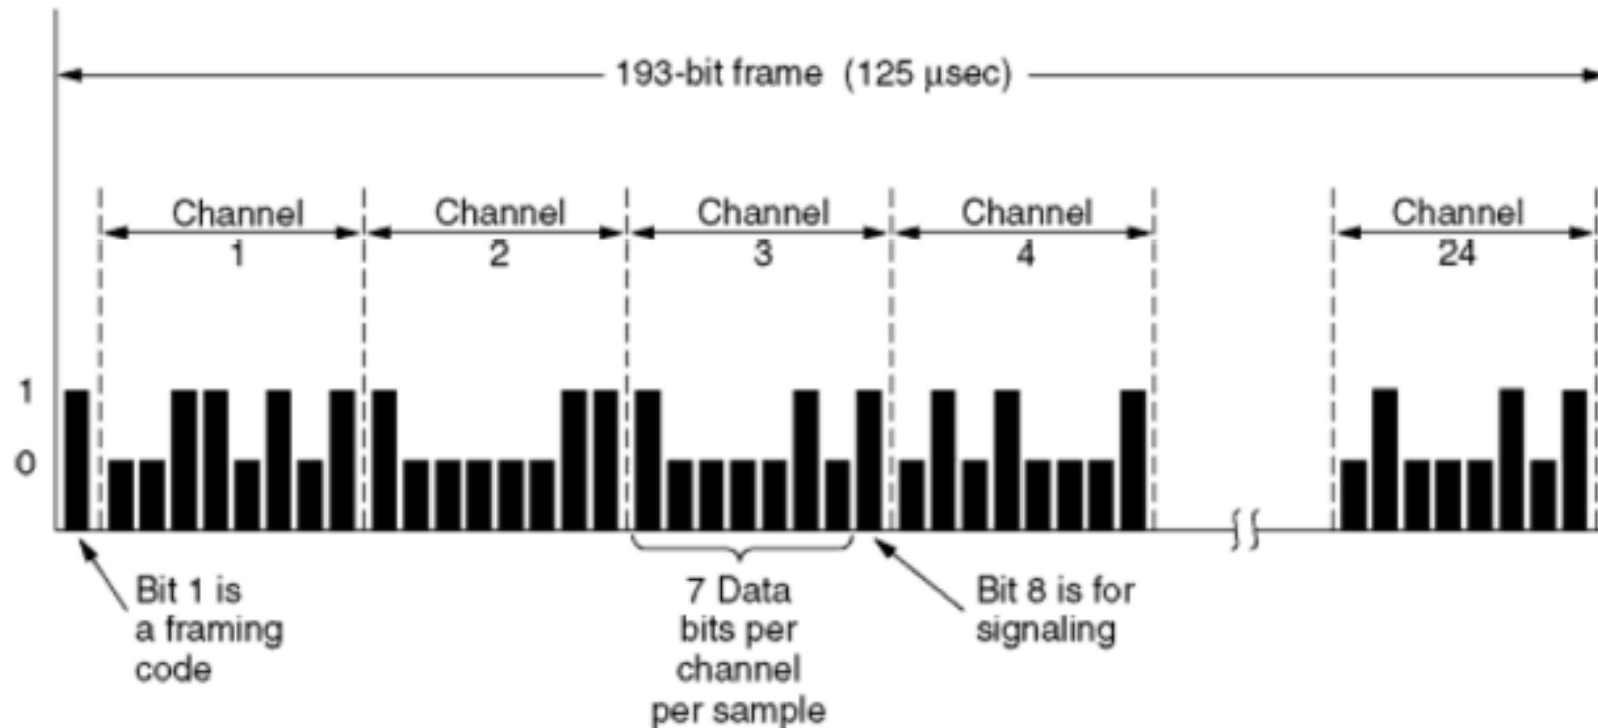 193-bit frame (125 μsec)
Channel
1
Channel
2
Channel
3
Channel
4
Channel
24
1
0
Bit 1 is
a framing
code
7 Data
bits per
channel
per sample
Bit 8 is for
signaling